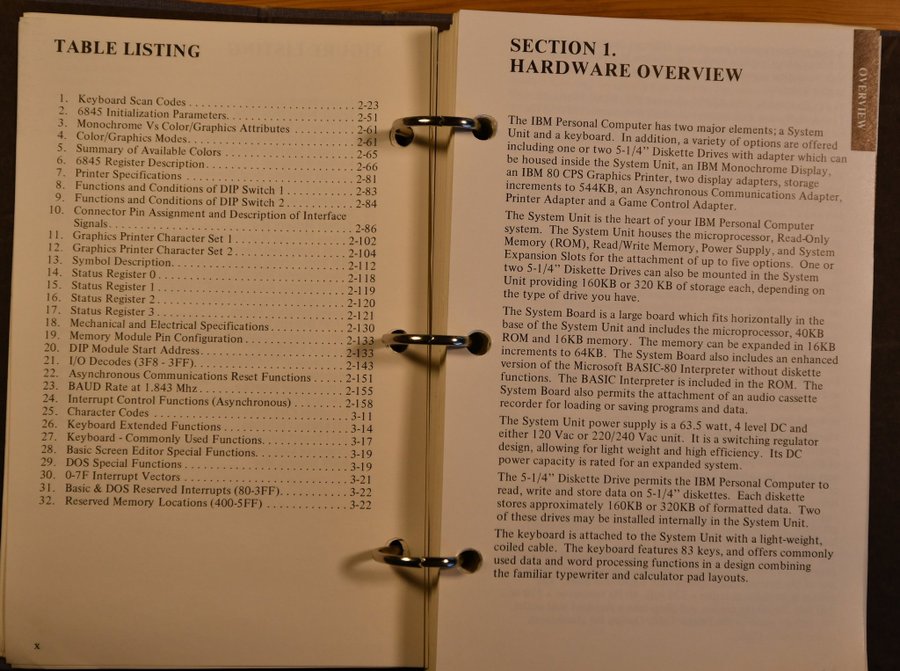 TABLE LISTING
1. Keyboard Scan Codes . . . . . . . . . . . . . . . . . . . . . . . . . . 2-23
2. 6845 Initialization Parameters. . . . . . . . . . . . . . . . . . . . 2-51
3. Monochrome Vs Color/Graphics Attributes . . . . . . . . . . 2-61
4. Color/Graphics Modes. . . . . . . . . . . . . . . . . . . . . . . . . . 2-61
5. Summary of Available Colors . . . . . . . . . . . . . . . . . . . . 2-65
6. 6845 Register Description. . . . . . . . . . . . . . . . . . . . . . . 2-66
7. Printer Specifications . . . . . . . . . . . . . . . . . . . . . . . . . . 2-81
8. Functions and Conditions of DIP Switch 1 . . . . . . . . . . 2-83
9. Functions and Conditions of DIP Switch 2 . . . . . . . . . . 2-84
10. Connector Pin Assignment and Description of Interface
Signals. . . . . . . . . . . . . . . . . . . . . . . . . . . . . . . . . . . . . . 2-86
11. Graphics Printer Character Set 1 . . . . . . . . . . . . . . . . . . 2-102
12. Graphics Printer Character Set 2 . . . . . . . . . . . . . . . . . . 2-104
13. Symbol Description. . . . . . . . . . . . . . . . . . . . . . . . . . . . 2-112
14. Status Register 0 . . . . . . . . . . . . . . . . . . . . . . . . . . . . . . 2-118
15. Status Register 1 . . . . . . . . . . . . . . . . . . . . . . . . . . . . . . 2-119
16. Status Register 2 . . . . . . . . . . . . . . . . . . . . . . . . . . . . . . 2-120
17. Status Register 3 . . . . . . . . . . . . . . . . . . . . . . . . . . . . . . 2-121
18. Mechanical and Electrical Specifications . . . . . . . . . . . . 2-130
19. Memory Module Pin Configuration . . . . . . . . . . . . . . . . 2-133
20. DIP Module Start Address. . . . . . . . . . . . . . . . . . . . . . . 2-133
21. I/O Decodes (3F8 - 3FF) . . . . . . . . . . . . . . . . . . . . . . . . 2-143
22. Asynchronous Communications Reset Functions . . . . . 2-151
23. BAUD Rate at 1.843 Mhz . . . . . . . . . . . . . . . . . . . . . . . 2-155
24. Interrupt Control Functions (Asynchronous) . . . . . . . . . 2-158
25. Character Codes . . . . . . . . . . . . . . . . . . . . . . . . . . . . . . 3-11
26. Keyboard Extended Functions . . . . . . . . . . . . . . . . . . . 3-14
27. Keyboard - Commonly Used Functions. . . . . . . . . . . . . 3-17
28. Basic Screen Editor Special Functions. . . . . . . . . . . . . . 3-19
29. DOS Special Functions . . . . . . . . . . . . . . . . . . . . . . . . . 3-19
30. 0-7F Interrupt Vectors . . . . . . . . . . . . . . . . . . . . . . . . . 3-21
31. Basic & DOS Reserved Interrupts (80-3FF). . . . . . . . . . 3-22
32. Reserved Memory Locations (400-5FF) . . . . . . . . . . . . 3-22
x
SECTION 1.
HARDWARE OVERVIEW
OVERVIEW
The IBM Personal Computer has two major elements; a System
Unit and a keyboard. In addition, a variety of options are offered
including one or two 5-1/4” Diskette Drives with adapter which can
be housed inside the System Unit, an IBM Monochrome Display,
an IBM 80 CPS Graphics Printer, two display adapters, storage
increments to 544KB, an Asynchronous Communications Adapter,
Printer Adapter and a Game Control Adapter.
The System Unit is the heart of your IBM Personal Computer
system. The System Unit houses the microprocessor, Read-Only
Memory (ROM), Read/Write Memory, Power Supply, and System
Expansion Slots for the attachment of up to five options. One or
two 5-1/4” Diskette Drives can also be mounted in the System
Unit providing 160KB or 320 KB of storage each, depending on
the type of drive you have.
The System Board is a large board which fits horizontally in the
base of the System Unit and includes the microprocessor, 40KB
ROM and 16KB memory. The memory can be expanded in 16KB
increments to 64KB. The System Board also includes an enhanced
version of the Microsoft BASIC-80 Interpreter without diskette
functions. The BASIC Interpreter is included in the ROM. The
System Board also permits the attachment of an audio cassette
recorder for loading or saving programs and data.
The System Unit power supply is a 63.5 watt, 4 level DC and
either 120 Vac or 220/240 Vac unit. It is a switching regulator
design, allowing for light weight and high efficiency. Its DC
power capacity is rated for an expanded system.
The 5-1/4” Diskette Drive permits the IBM Personal Computer to
read, write and store data on 5-1/4” diskettes. Each diskette
stores approximately 160KB or 320KB of formatted data. Two
of these drives may be installed internally in the System Unit.
The keyboard is attached to the System Unit with a light-weight,
coiled cable. The keyboard features 83 keys, and offers commonly
used data and word processing functions in a design combining
the familiar typewriter and calculator pad layouts.